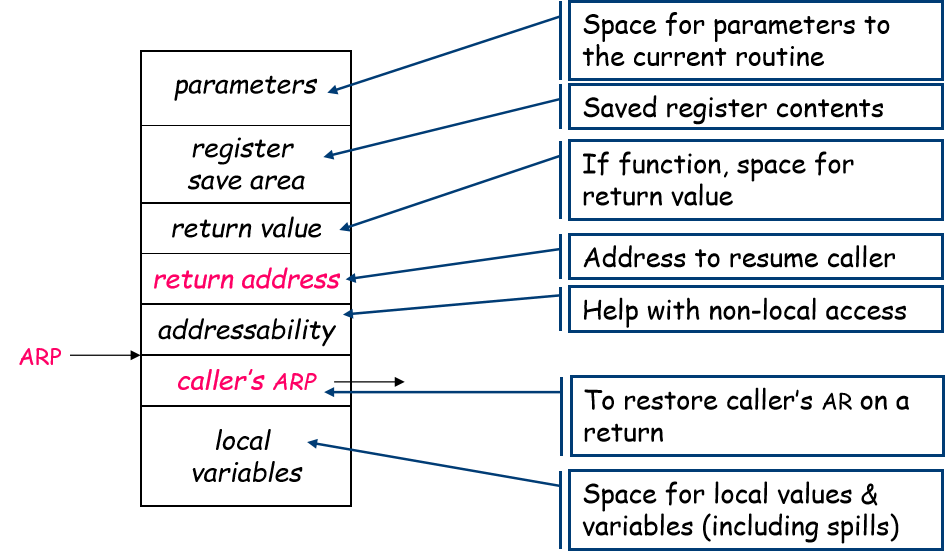 parameters
register
save area
return value
return address
addressability
ARP
caller's ARP
local
variables
Space for parameters to
the current routine
Saved register contents
If function, space for
return value
Address to resume caller
Help with non-local access
To restore caller's AR on a
return
Space for local values &
variables (including spills)